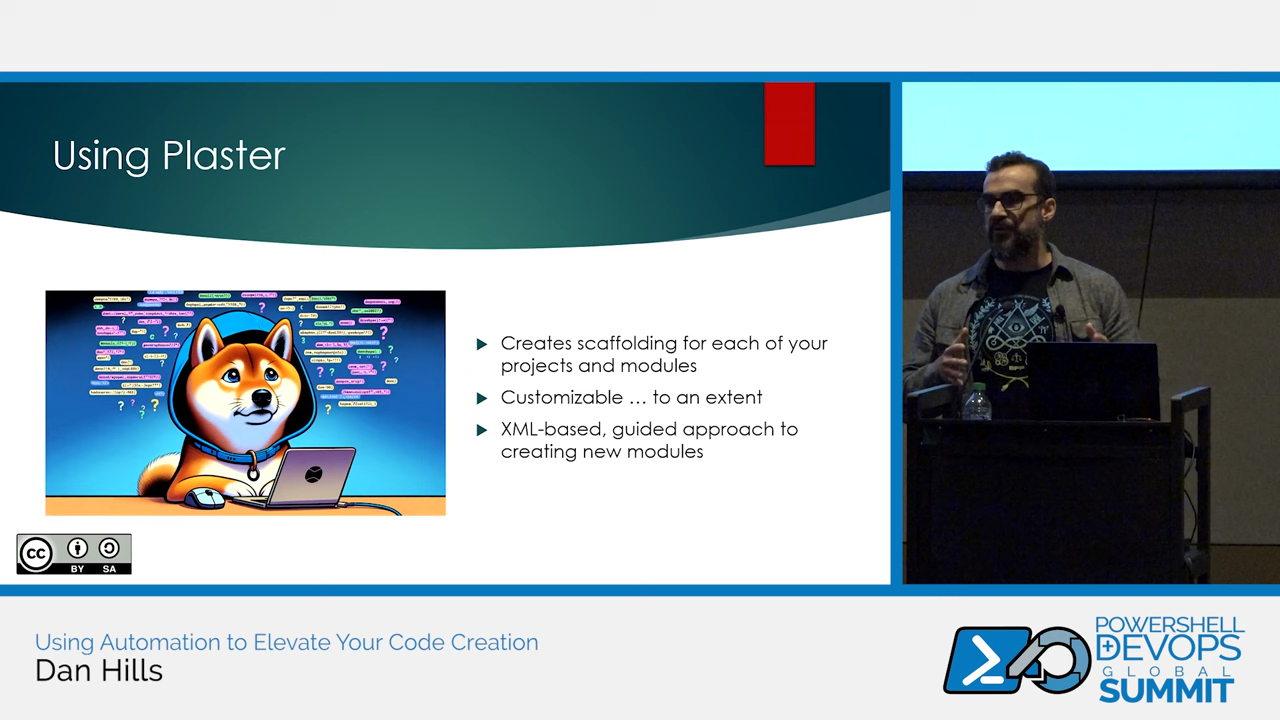 Using Plaster
Creates scaffolding for each of your
projects and modules
Customizable … to an extent
XML-based, guided approach to
creating new modules
CC
BY SA
Using Automation to Elevate Your Code Creation
Dan Hills
POWERSHELL
DEVOPS
GLOBAL
SUMMIT